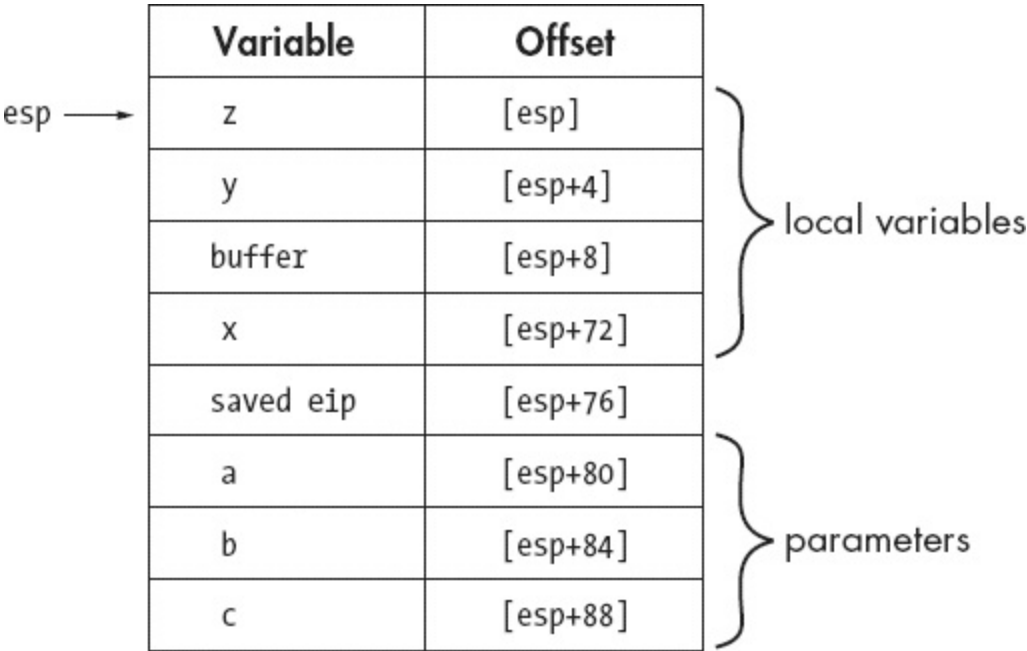 Variable Offset
esp z [esp]
y [esp+4]
local variables
buffer [esp+8]
x [esp+72]
saved eip [esp+76]
a [esp+80]
b [esp+84]
parameters
c [esp+88]